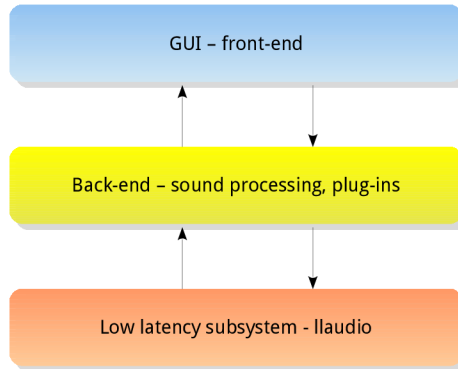 GUI – front-end
Back-end – sound processing, plug-ins
Low latency subsystem - llaudio